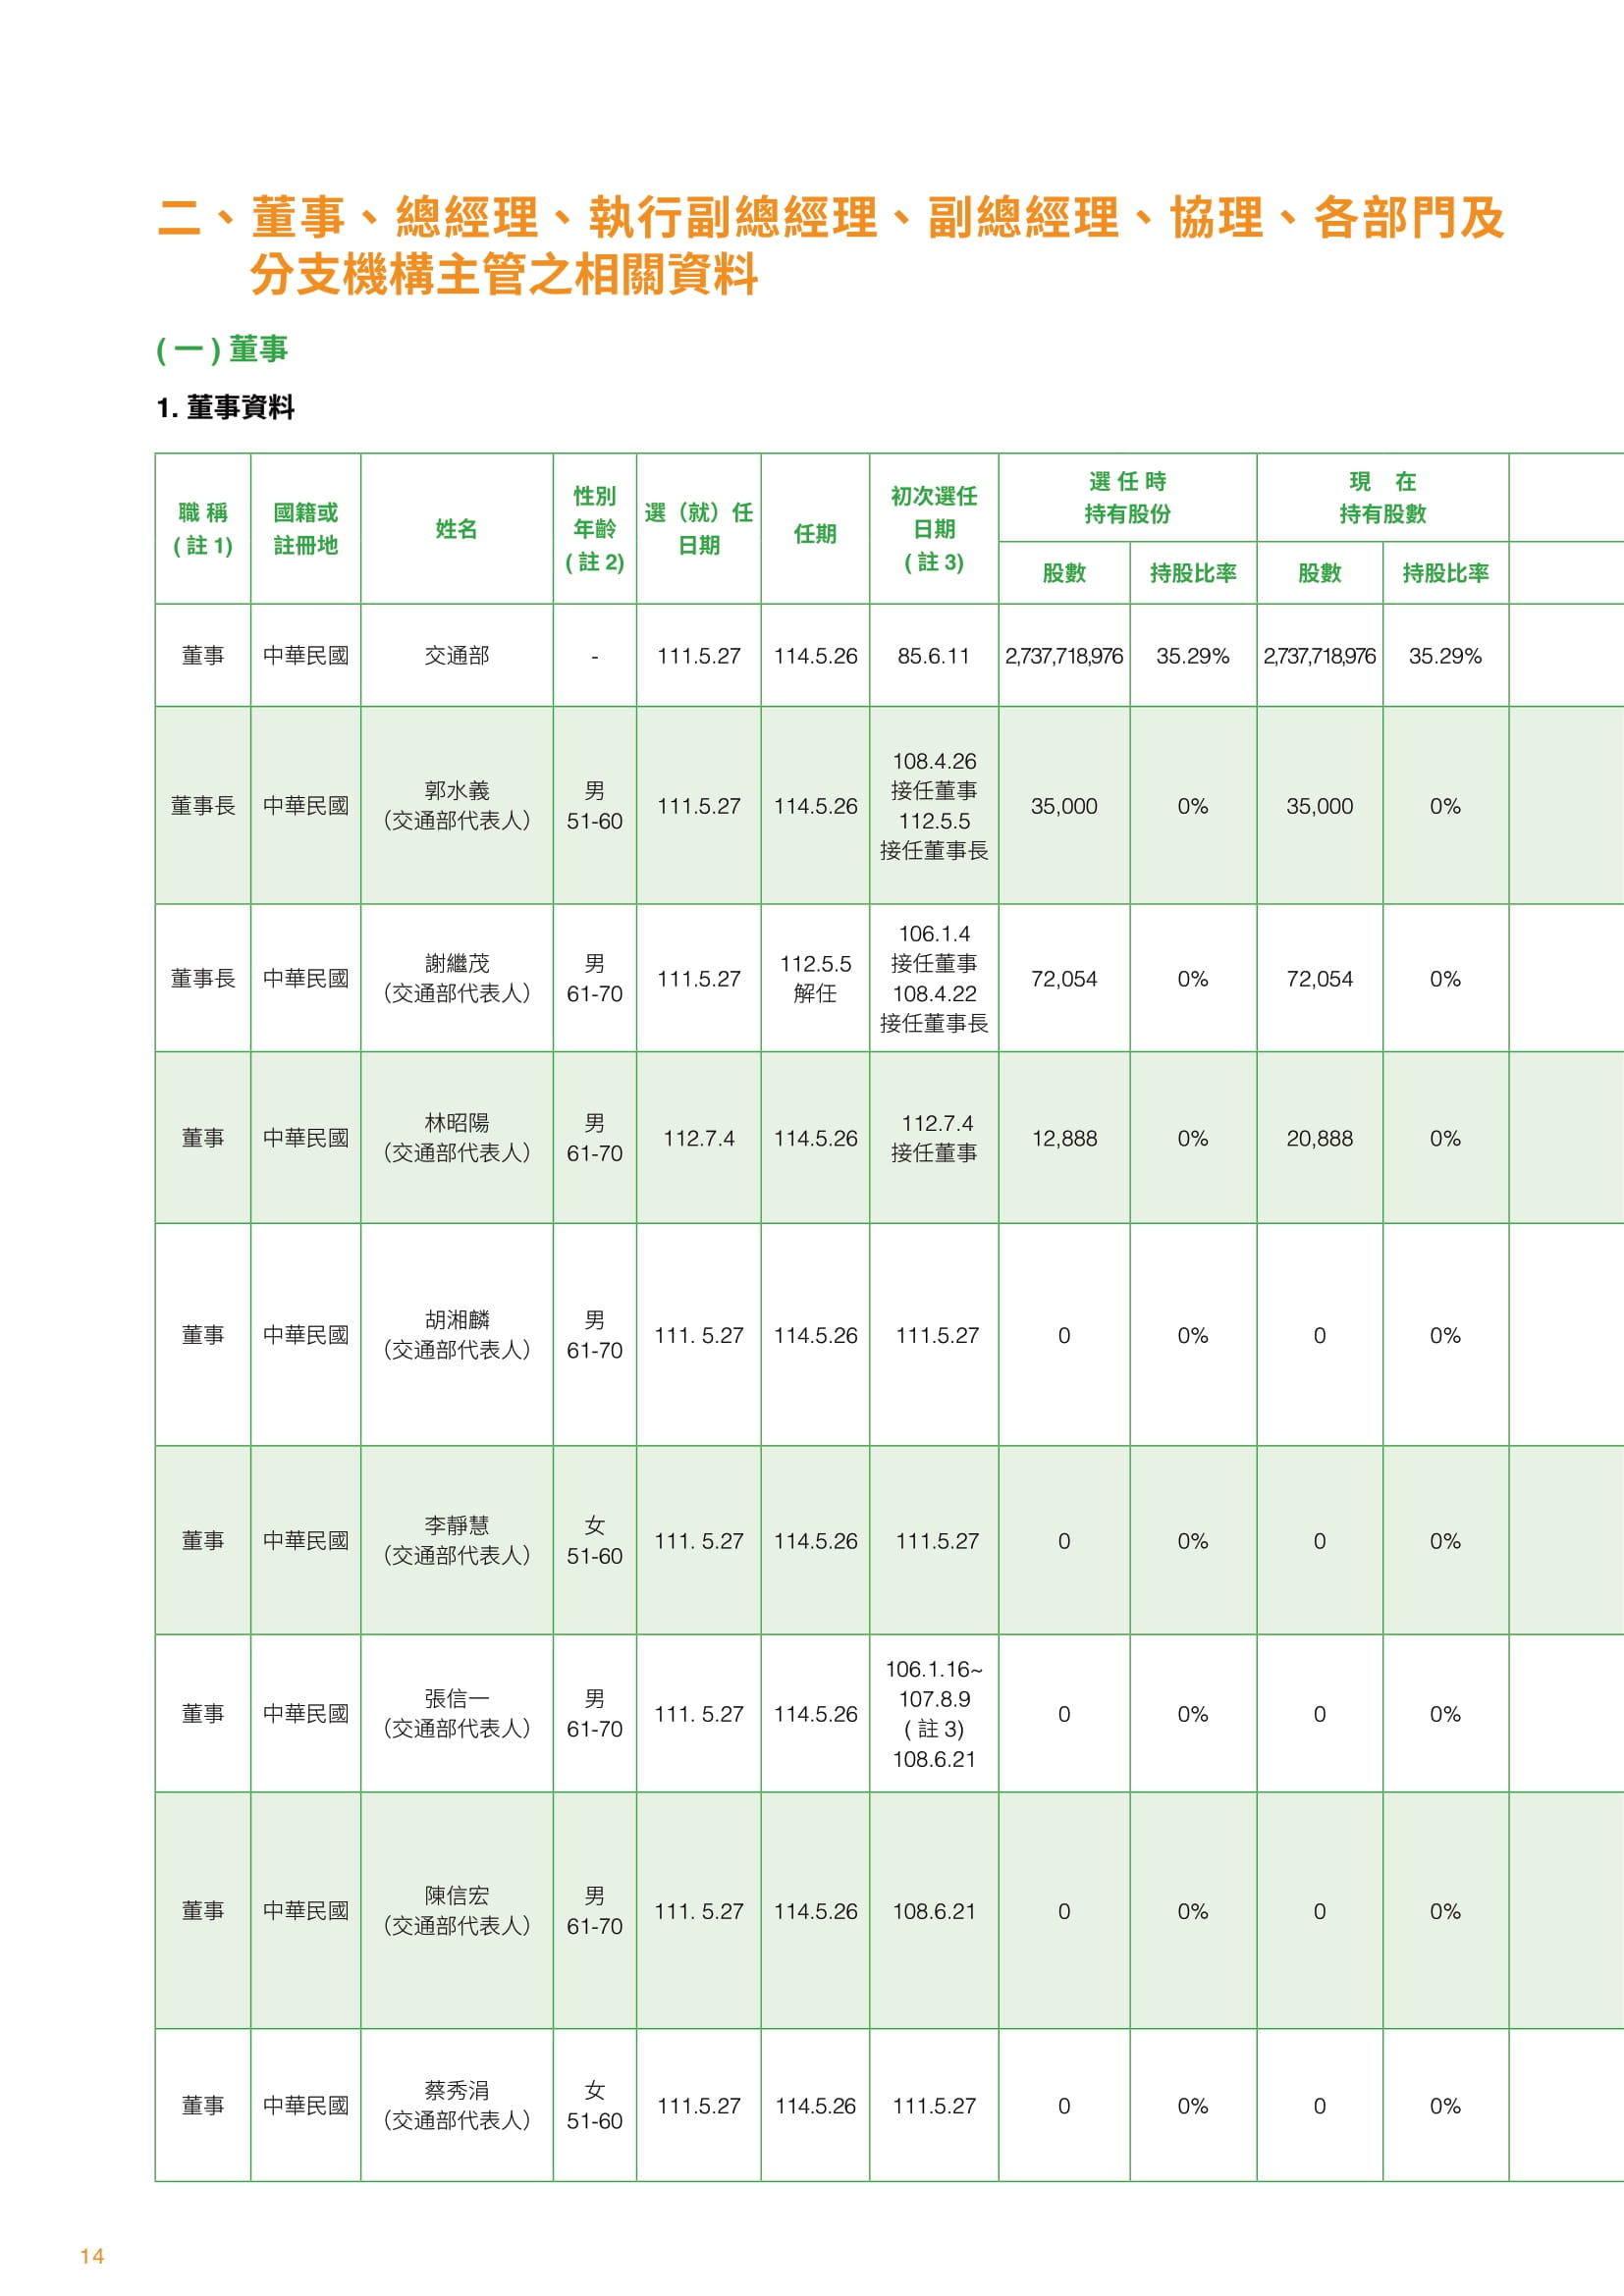 二、董事、總經理、執行副總經理、副總經理、協理、各部門及
分支機構主管之相關資料
(一)董事
1. 董事資料
職 稱
(註1)
國籍或
註冊地
姓名
性別
年齡
(註2)
選（就）任
日期
任期
初次選任
日期
(註3)
選 任 時
持有股份
現 在
持有股數
股數 持股比率 股數 持股比率
董事 中華民國 交通部 - 111.5.27 114.5.26 85.6.11 2,737,718,976 35.29% 2,737,718,976 35.29%
董事長 中華民國
郭水義
（交通部代表人）
男
51-60
111.5.27 114.5.26
108.4.26
接任董事
112.5.5
接任董事長
35,000 0% 35,000 0%
董事長 中華民國
謝繼茂
（交通部代表人）
男
61-70
111.5.27
112.5.5
解任
106.1.4
接任董事
108.4.22
接任董事長
72,054 0% 72,054 0%
董事 中華民國
林昭陽
（交通部代表人）
男
61-70
112.7.4 114.5.26
112.7.4
接任董事
12,888 0% 20,888 0%
董事 中華民國
胡湘麟
（交通部代表人）
男
61-70
111. 5.27 114.5.26 111.5.27 0 0% 0 0%
董事 中華民國
李靜慧
（交通部代表人）
女
51-60
111. 5.27 114.5.26 111.5.27 0 0% 0 0%
董事 中華民國
張信一
（交通部代表人）
男
61-70
111. 5.27 114.5.26
106.1.16~
107.8.9
(註3)
108.6.21
0 0% 0 0%
董事 中華民國
陳信宏
（交通部代表人）
男
61-70
111. 5.27 114.5.26 108.6.21 0 0% 0 0%
董事 中華民國
蔡秀涓
（交通部代表人）
女
51-60
111.5.27 114.5.26 111.5.27 0 0% 0 0%
14